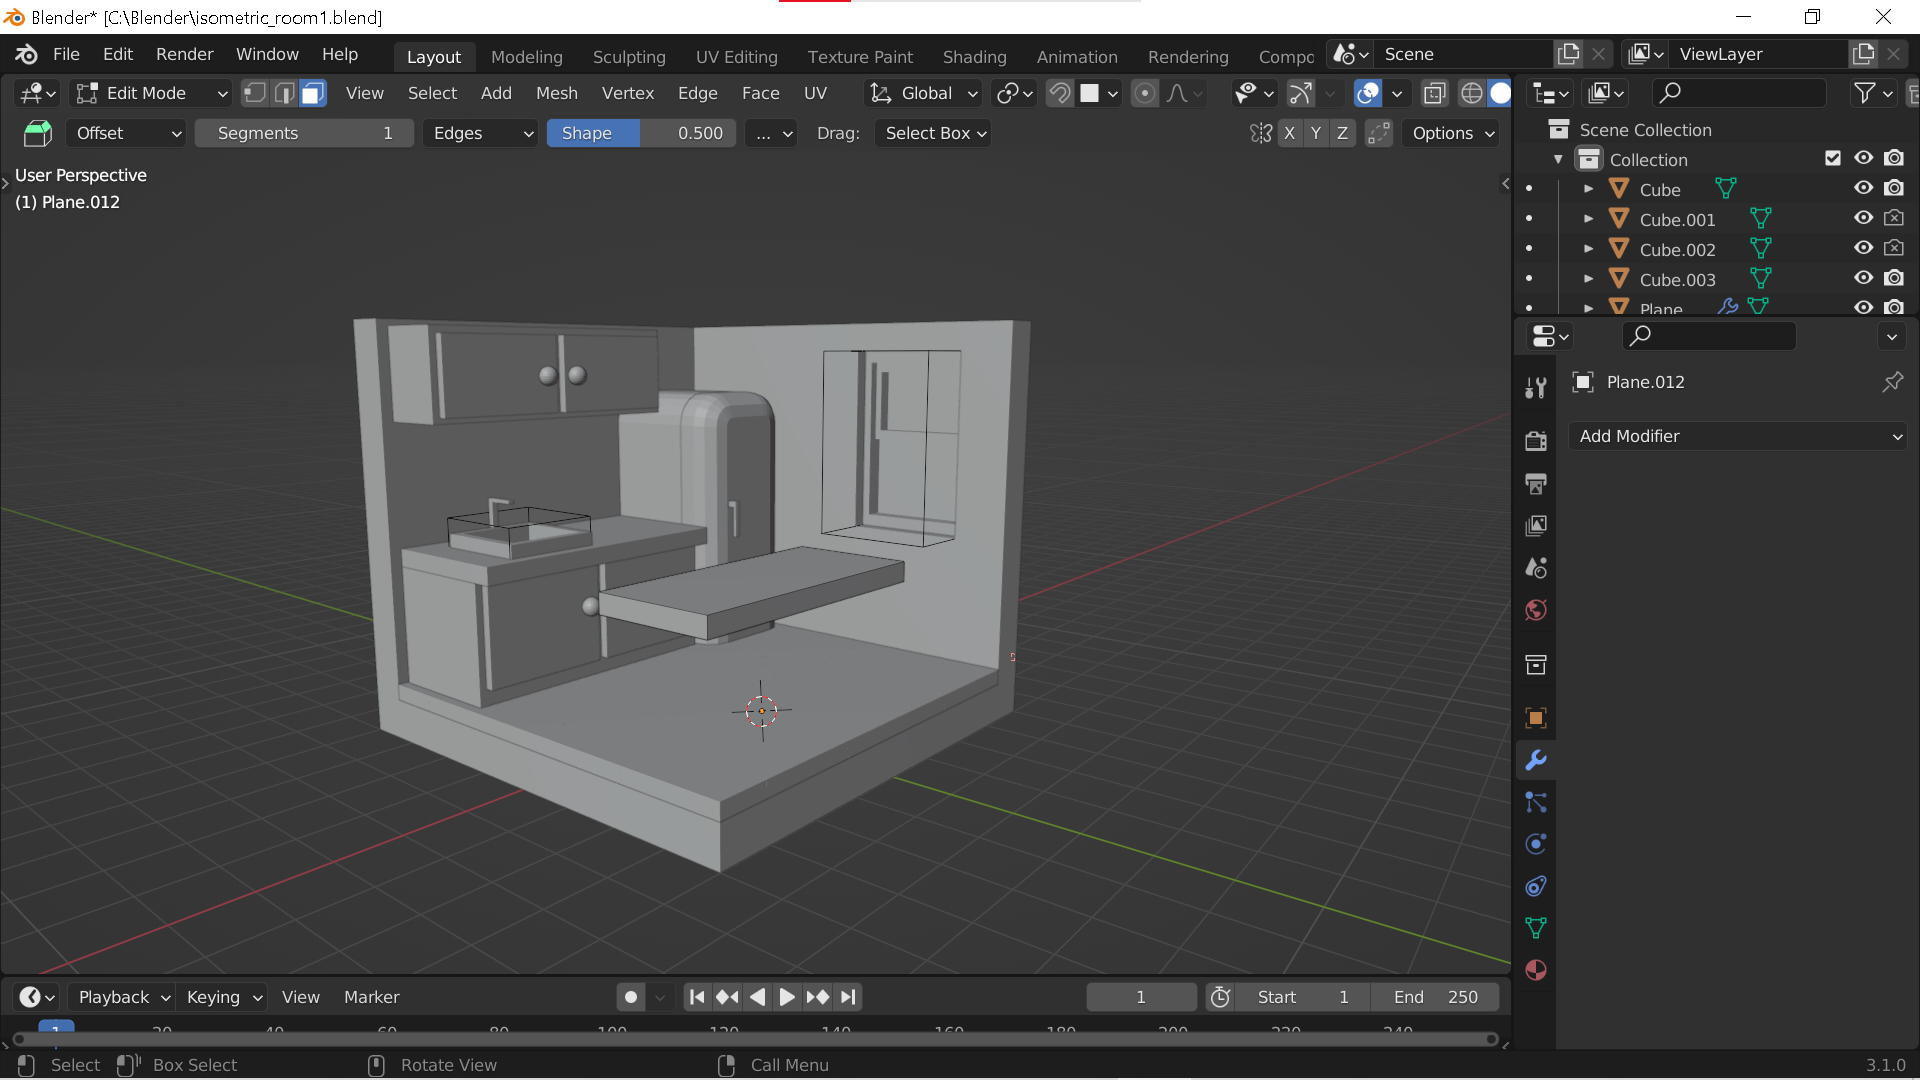 Blender* [C:\Blender\isometric_room1.blend]
File Edit Render Window Help Layout Modeling Sculpting UV Editing Texture Paint Shading Animation Rendering Compo Scene ViewLayer
Edit Mode View Select Add Mesh Vertex Edge Face UV Global
Offset Segments 1 Edges Shape 0.500 ... Drag: Select Box X Y Z Options
User Perspective
(1) Plane.012
Scene Collection
Collection
Cube
Cube.001
Cube.002
Cube.003
Plane
Plane.012
Add Modifier
Playback Keying View Marker 1 Start 1 End 250
1 20 40 60 80 100 120 140 160 180 200 220 240
Select Box Select Rotate View Call Menu 3.1.0